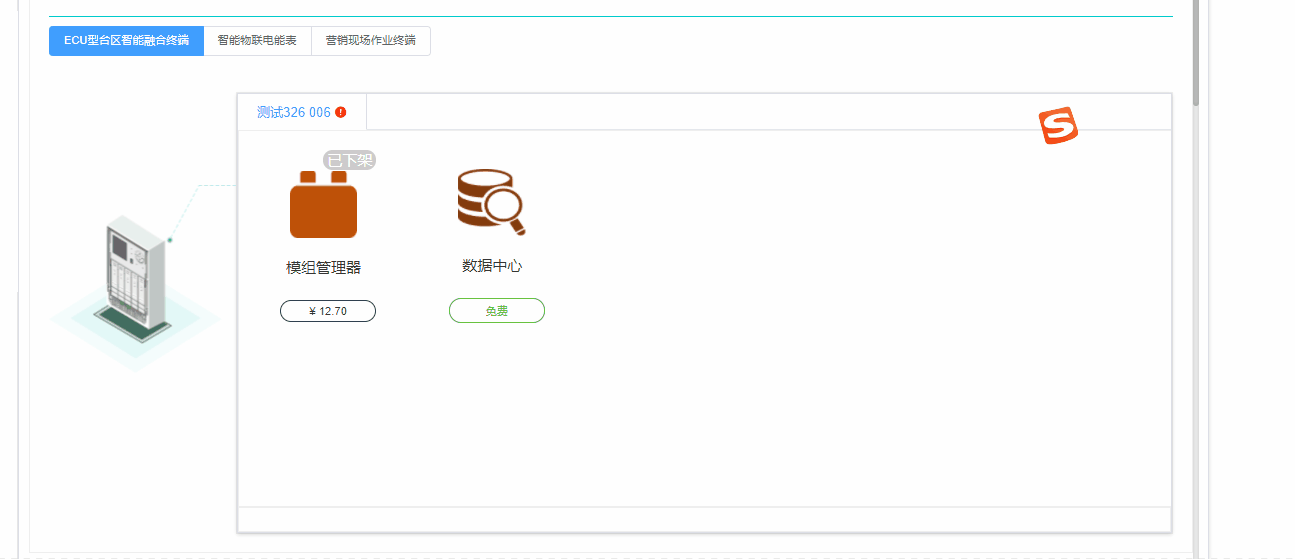 ECU型台区智能融合终端 智能物联电能表 营销现场作业终端
测试326 006
已下架
模组管理器 数据中心
¥ 12.70 免费